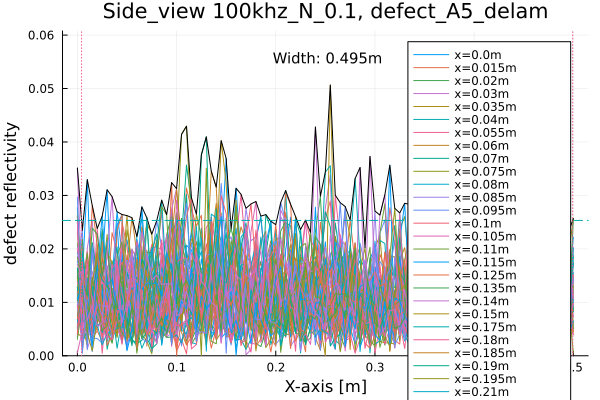 Side_view 100khz_N_0.1, defect_A5_delam
Width: 0.495m
defect reflectivity
0.06
0.05
0.04
0.03
0.02
0.01
0.00
0.0
0.1
0.2
0.3
.5
X-axis [m]
x=0.0m
x=0.015m
x=0.02m
x=0.03m
x=0.035m
x=0.04m
x=0.055m
x=0.06m
x=0.07m
x=0.075m
x=0.08m
x=0.085m
x=0.095m
x=0.1m
x=0.105m
x=0.11m
x=0.115m
x=0.125m
x=0.135m
x=0.14m
x=0.15m
x=0.175m
x=0.18m
x=0.185m
x=0.19m
x=0.195m
x=0.21m